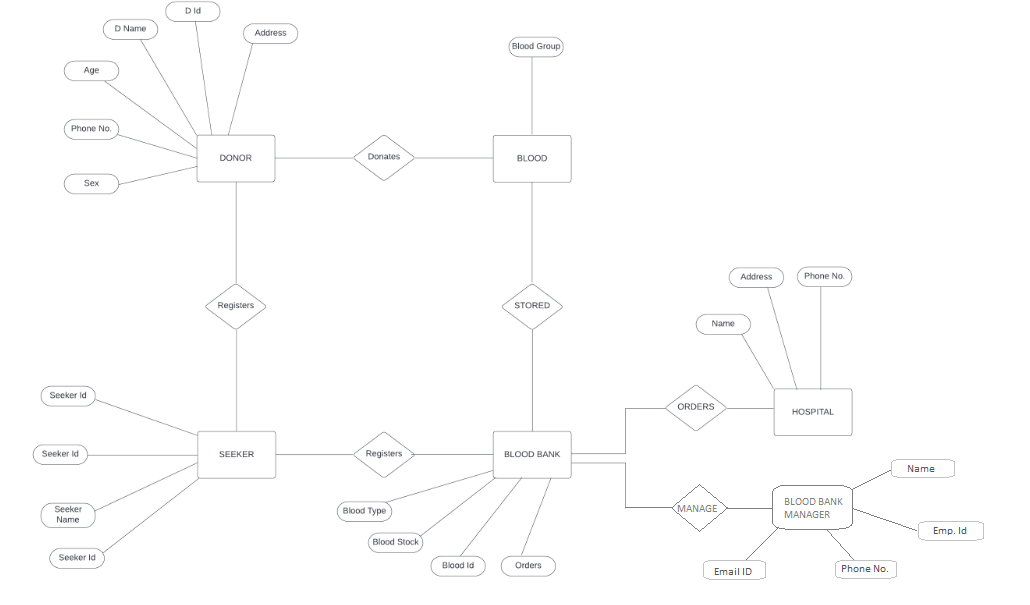 D Id
D Name
Address
Blood Group
Age
Phone No.
DONOR
Donates
BLOOD
Sex
Registers
STORED
Address
Phone No.
Name
Seeker Id
ORDERS
HOSPITAL
Seeker Id
SEEKER
Registers
BLOOD BANK
Name
Blood Type
Seeker
Name
BLOOD BANK
MANAGER
MANAGE
Emp. Id
Blood Stock
Seeker Id
Blood Id
Orders
Email ID
Phone No.